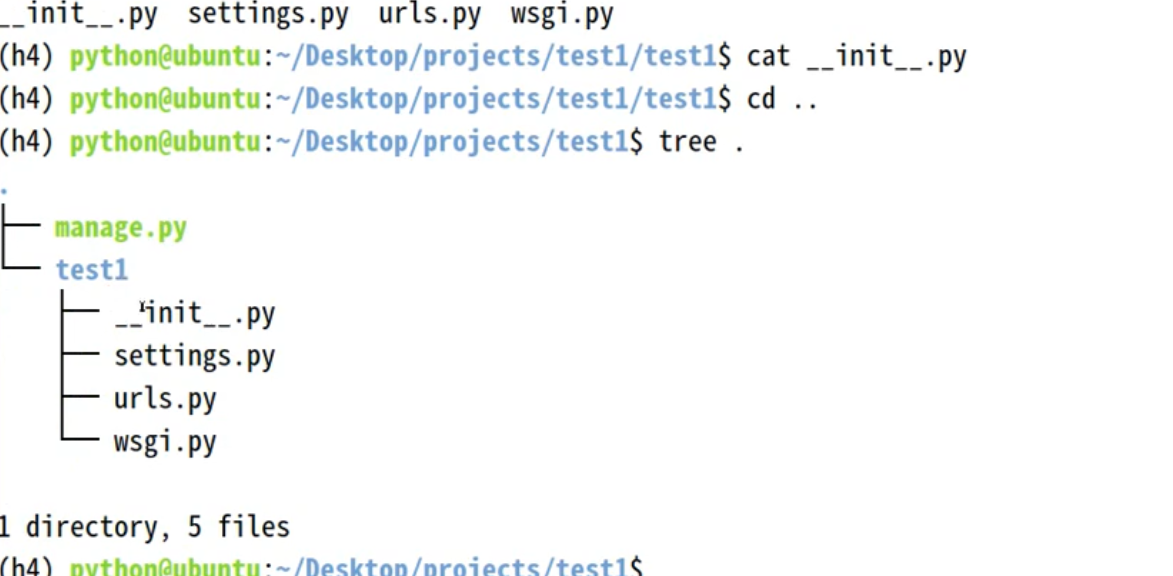 __init__.py  settings.py  urls.py  wsgi.py
(h4) python@ubuntu:~/Desktop/projects/test1/test1$ cat __init__.py
(h4) python@ubuntu:~/Desktop/projects/test1/test1$ cd ..
(h4) python@ubuntu:~/Desktop/projects/test1$ tree .
.
├── manage.py
└── test1
    ├── __init__.py
    ├── settings.py
    ├── urls.py
    └── wsgi.py

1 directory, 5 files
(h4) python@ubuntu:~/Desktop/projects/test1$